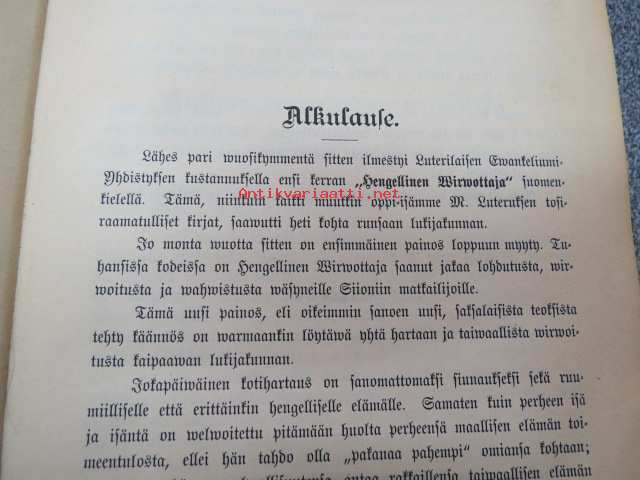 Alkulause.
Lähes pari wuosikymmentä sitten ilmestyi Luterilaisen Ewankeliumi-
Yhdistyksen kustannuksella ensi kerran „Hengellinen Wirwottaja" suomen-
Antikvariaatti.net
kielellä. Tämä, niinkuin kaikki muutkin oppi-isämme M. Luteruksen tosi-
raamatulliset kirjat, saawutti heti kohta runsaan lukijakunnan.
Jo monta wuotta sitten on ensimmäinen painos loppuun myyty. Tu-
hansissa kodeissa on Hengellinen Wirwottaja saanut jakaa lohdutusta, wir-
woitusta ja wahwistusta wäsyneille Siioniin matkailijoille.
Tämä uusi painos, eli oikeimmin sanoen uusi, saksalaisista teoksista
tehty käännös on warmaankin löytäwä yhtä hartaan ja taiwaallista wirwoi-
tusta kaipaawan lukijakunnan.
Jokapäiwäinen kotihartaus on sanomattomaksi siunaukseksi sekä ruu-
miilliselle että erittäinkin hengelliselle elämälle. Samaten kuin perheen isä
ja isäntä on welwoitettu pitämään huolta perheensä maallisen elämän toi-
meentulosta, ellei hän tahdo olla „pakanaa pahempi" omiansa kohtaan;
antaa rakkaillensa taiwaallisen elämän